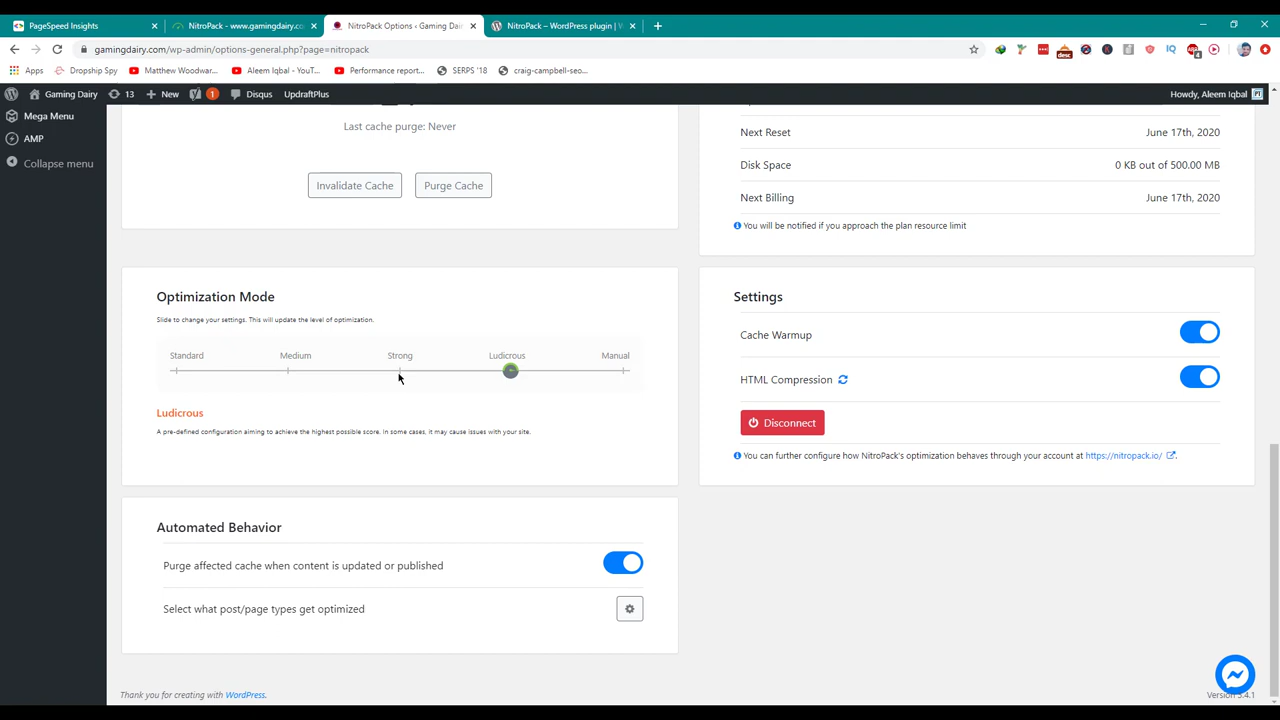 PageSpeed Insights
NitroPack - www.gamingdairy.co
NitroPack Options ‹ Gaming Dai
NitroPack – WordPress plugin | W
gamingdairy.com/wp-admin/options-general.php?page=nitropack
Apps
Dropship Spy
Matthew Woodwar...
Aleem Iqbal - YouT...
Performance report...
SERPS '18
craig-campbell-seo...
Gaming Dairy
13
New
1
Disqus
UpdraftPlus
Howdy, Aleem Iqbal
Mega Menu
AMP
Collapse menu
Last cache purge: Never
Invalidate Cache
Purge Cache
Next Reset
June 17th, 2020
Disk Space
0 KB out of 500.00 MB
Next Billing
June 17th, 2020
You will be notified if you approach the plan resource limit
Optimization Mode
Slide to change your settings. This will update the level of optimization.
Standard
Medium
Strong
Ludicrous
Manual
Ludicrous
A pre-defined configuration aiming to achieve the highest possible score. In some cases, it may cause issues with your site.
Settings
Cache Warmup
HTML Compression
Disconnect
You can further configure how NitroPack's optimization behaves through your account at https://nitropack.io/ .
Automated Behavior
Purge affected cache when content is updated or published
Select what post/page types get optimized
Thank you for creating with WordPress.